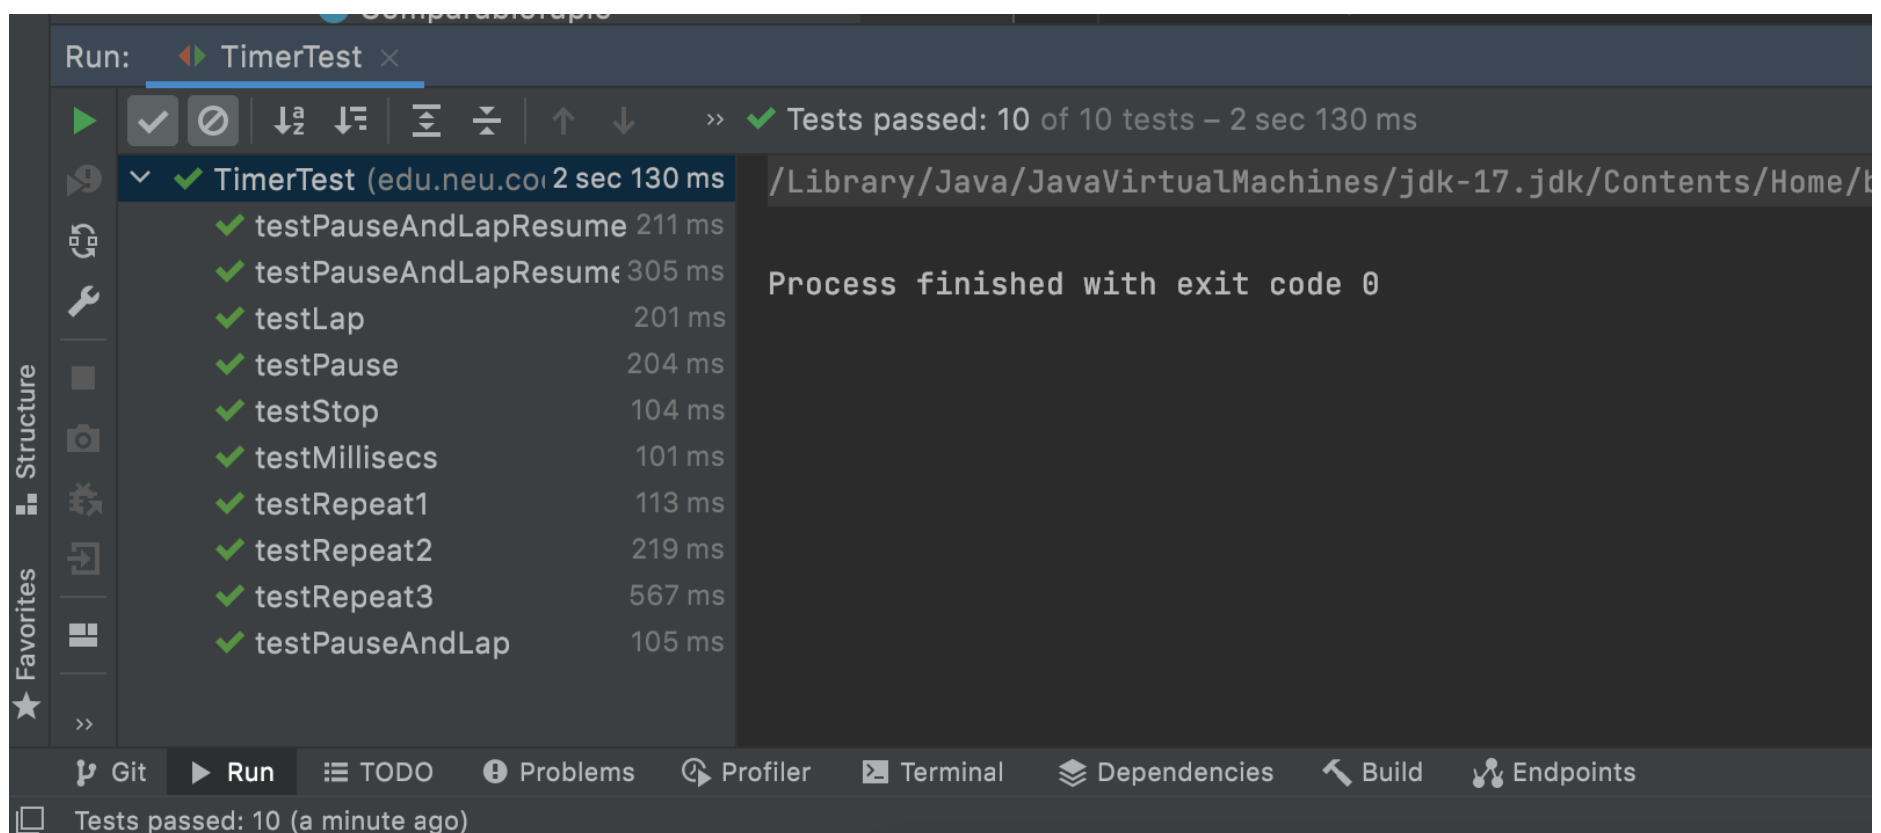 ComparableTuple
Run: TimerTest
Tests passed: 10 of 10 tests – 2 sec 130 ms
TimerTest (edu.neu.co 2 sec 130 ms
testPauseAndLapResume 211 ms
testPauseAndLapResume 305 ms
testLap 201 ms
testPause 204 ms
testStop 104 ms
testMillisecs 101 ms
testRepeat1 113 ms
testRepeat2 219 ms
testRepeat3 567 ms
testPauseAndLap 105 ms
/Library/Java/JavaVirtualMachines/jdk-17.jdk/Contents/Home/b
Process finished with exit code 0
Structure
Favorites
Git Run TODO Problems Profiler Terminal Dependencies Build Endpoints
Tests passed: 10 (a minute ago)